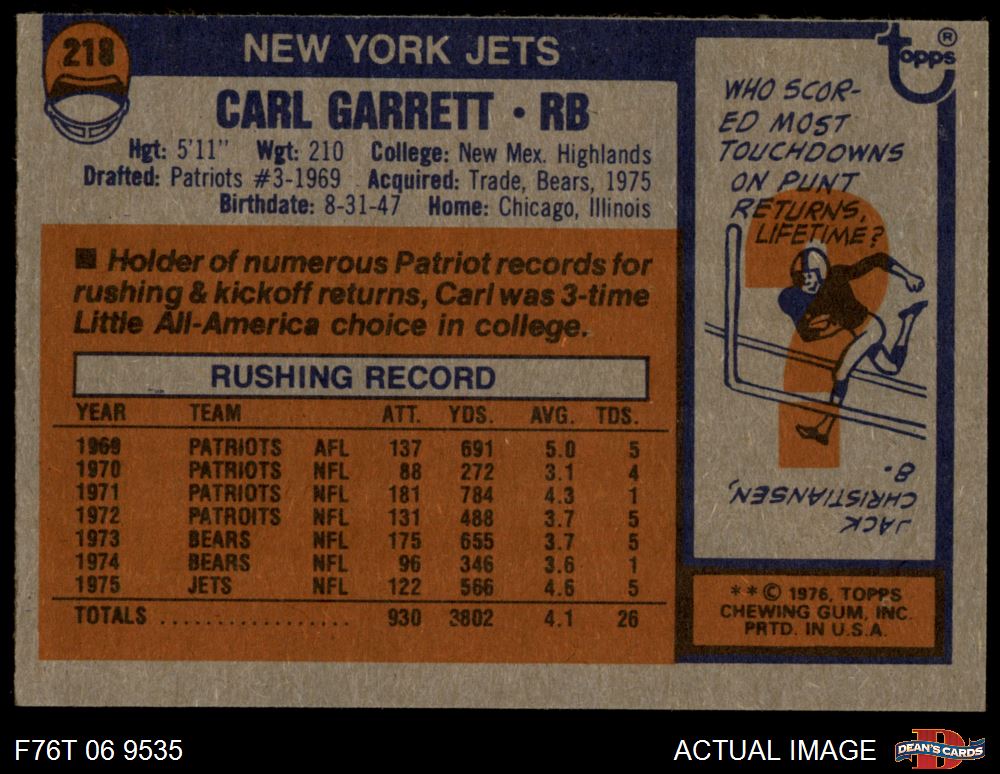 218
NEW YORK JETS
CARL GARRETT • RB
Hgt: 5'11" Wgt: 210 College: New Mex. Highlands
Drafted: Patriots #3-1969 Acquired: Trade, Bears, 1975
Birthdate: 8-31-47 Home: Chicago, Illinois
■ Holder of numerous Patriot records for
rushing & kickoff returns, Carl was 3-time
Little All-America choice in college.
RUSHING RECORD
YEAR TEAM ATT. YDS. AVG. TDS.
1969 PATRIOTS AFL 137 691 5.0 5
1970 PATRIOTS NFL 88 272 3.1 4
1971 PATRIOTS NFL 181 784 4.3 1
1972 PATROITS NFL 131 488 3.7 5
1973 BEARS NFL 175 655 3.7 5
1974 BEARS NFL 96 346 3.6 1
1975 JETS NFL 122 566 4.6 5
TOTALS .................. 930 3802 4.1 26
topps ®
WHO SCOR-
ED MOST
TOUCHDOWNS
ON PUNT
RETURNS,
LIFETIME?
?
JACK
CHRISTIANSEN,
8.
** © 1976, TOPPS
CHEWING GUM, INC.
PRTD. IN U.S.A.
F76T 06 9535
ACTUAL IMAGE
D
DEAN'S CARDS